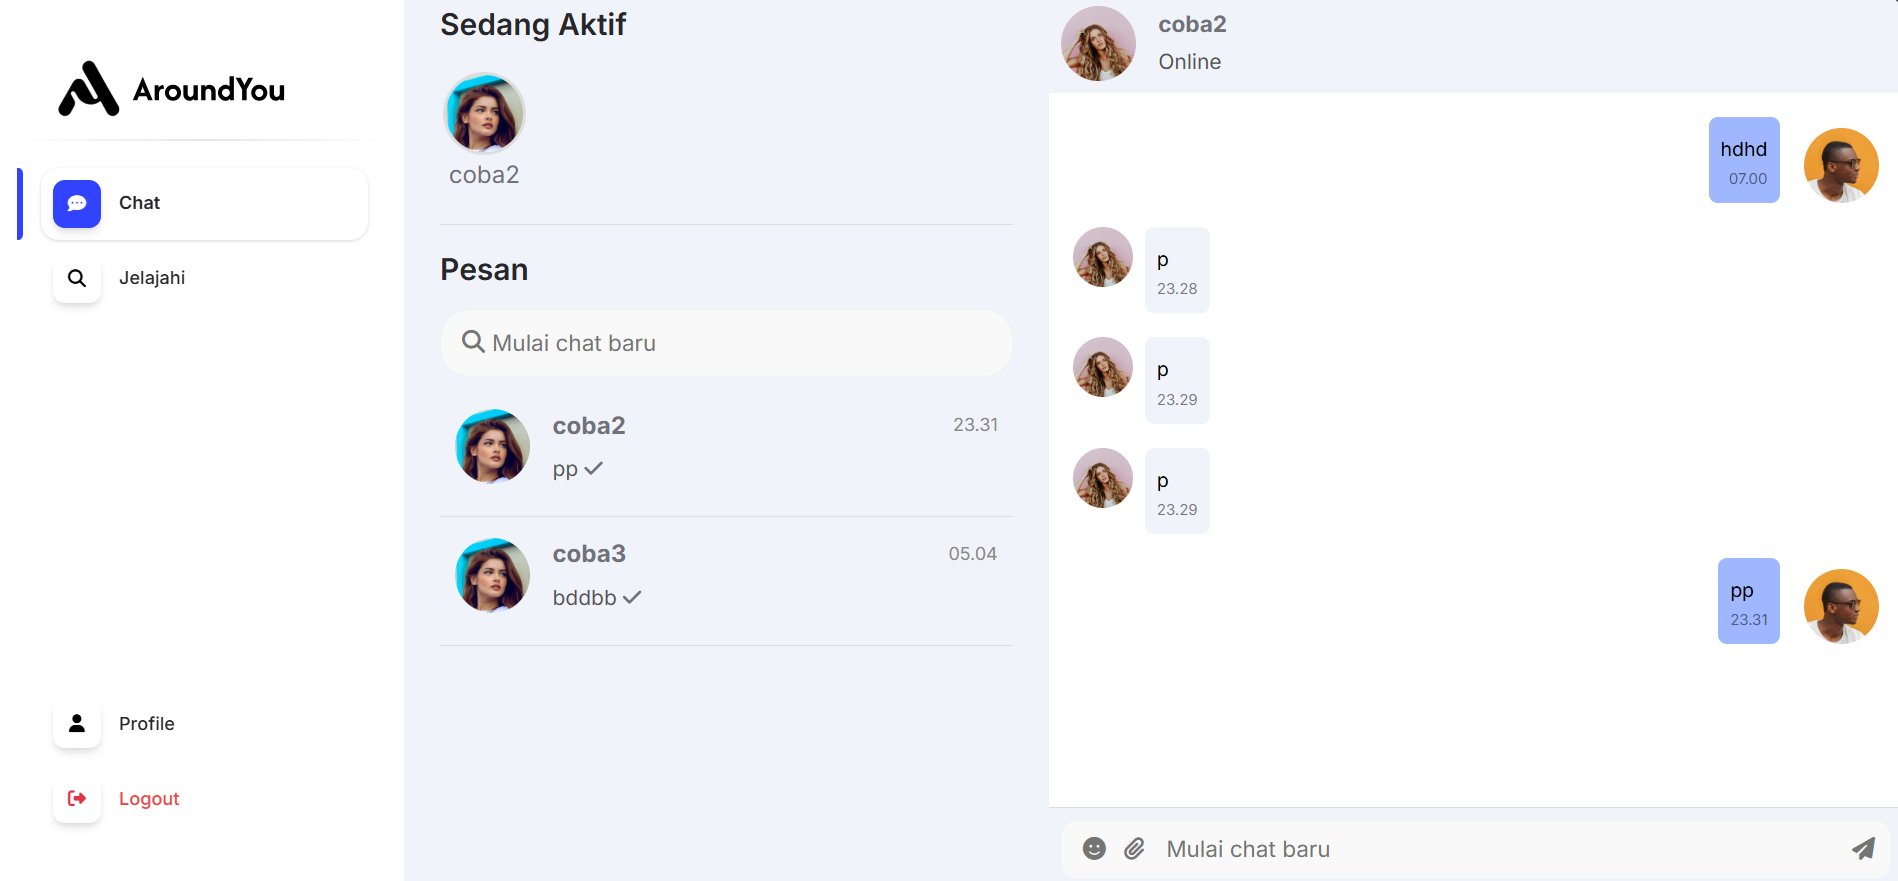 AroundYou
Chat
Jelajahi
Profile
Logout
Sedang Aktif
coba2
Pesan
Mulai chat baru
coba2
23.31
pp
coba3
05.04
bddbb
coba2
Online
hdhd
07.00
p
23.28
p
23.29
p
23.29
pp
23.31
Mulai chat baru